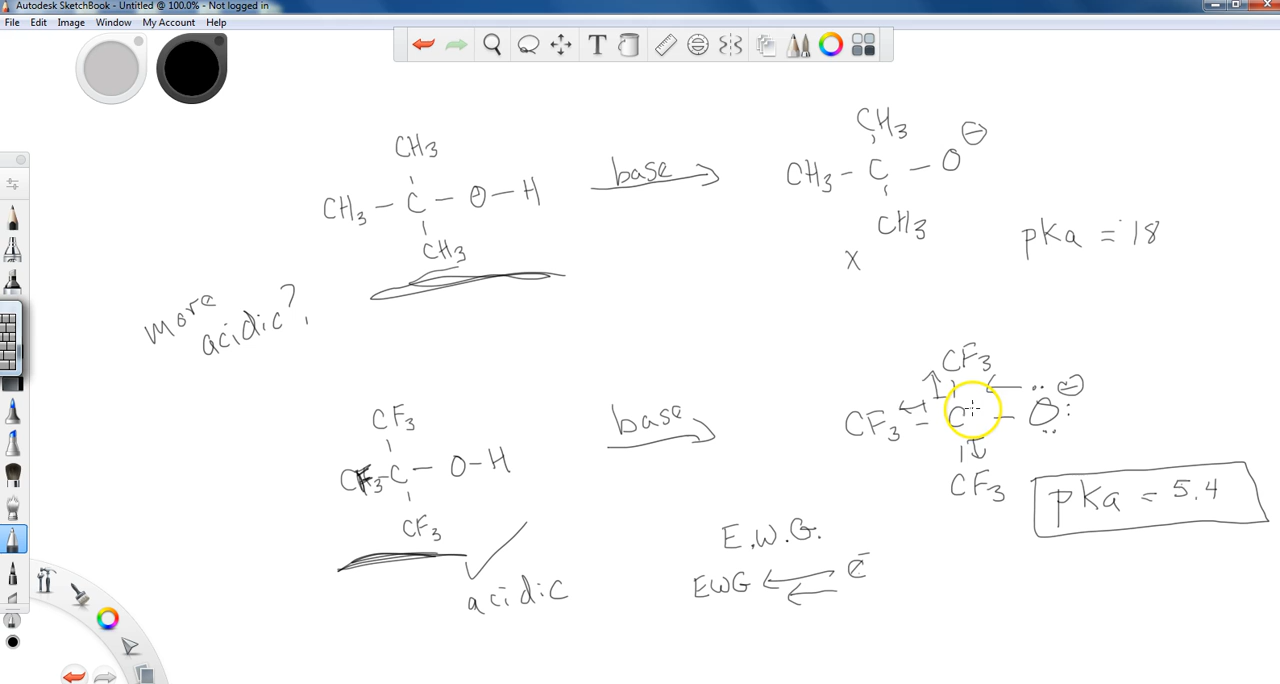 Autodesk SketchBook - Untitled @ 100.0% - Not logged in
File Edit Image Window My Account Help
T
CH3
CH3 - C - O - H
CH3
base
CH3
CH3 - C - O ⊖
CH3
X
pKa = 18
more
acidic?
CF3
CF3 - C - O - H
CF3
acidic
base
CF3
CF3 - C - O ⊖
CF3
pKa = 5.4
E.W.G.
EWG e-